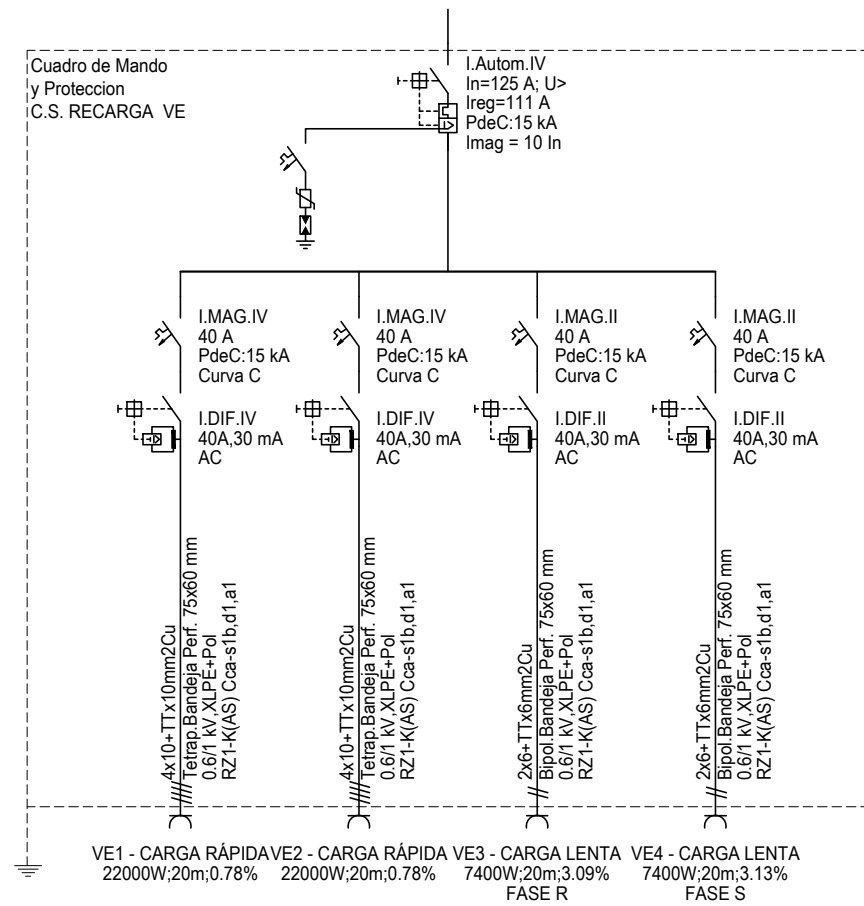 Cuadro de Mando
y Proteccion
C.S. RECARGA VE
I.Autom.IV
In=125 A; U>
Ireg=111 A
PdeC:15 kA
Imag = 10 In
I.MAG.IV
40 A
PdeC:15 kA
Curva C
I.MAG.IV
40 A
PdeC:15 kA
Curva C
I.MAG.II
40 A
PdeC:15 kA
Curva C
I.MAG.II
40 A
PdeC:15 kA
Curva C
I.DIF.IV
40A,30 mA
AC
I.DIF.IV
40A,30 mA
AC
I.DIF.II
40A,30 mA
AC
I.DIF.II
40A,30 mA
AC
4x10+TTx10mm2Cu
Tetrap.Bandeja Perf. 75x60 mm
0.6/1 kV,XLPE+Pol
RZ1-K(AS) Cca-s1b,d1,a1
4x10+TTx10mm2Cu
Tetrap.Bandeja Perf. 75x60 mm
0.6/1 kV,XLPE+Pol
RZ1-K(AS) Cca-s1b,d1,a1
2x6+TTx6mm2Cu
Bipol.Bandeja Perf. 75x60 mm
0.6/1 kV,XLPE+Pol
RZ1-K(AS) Cca-s1b,d1,a1
2x6+TTx6mm2Cu
Bipol.Bandeja Perf. 75x60 mm
0.6/1 kV,XLPE+Pol
RZ1-K(AS) Cca-s1b,d1,a1
VE1 - CARGA RÁPIDA
22000W;20m;0.78%
VE2 - CARGA RÁPIDA
22000W;20m;0.78%
VE3 - CARGA LENTA
7400W;20m;3.09%
FASE R
VE4 - CARGA LENTA
7400W;20m;3.13%
FASE S